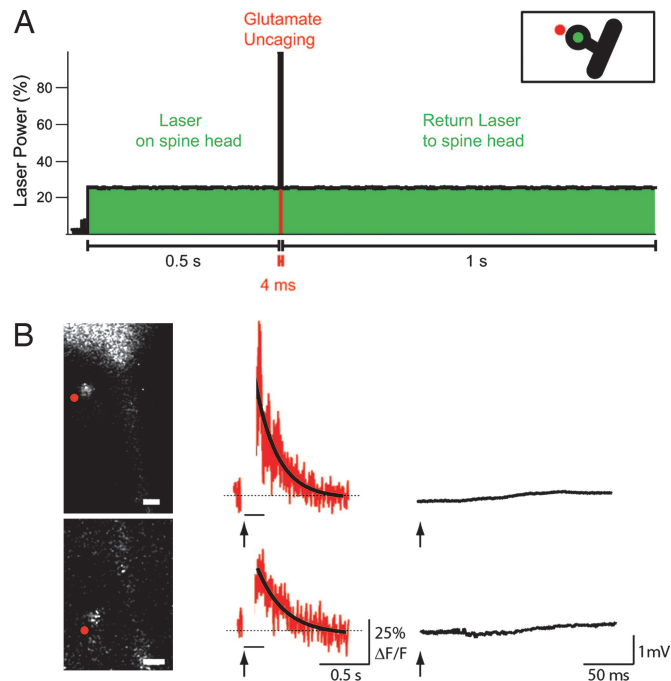 A
Glutamate
Uncaging
Laser Power (%)
80
60
40
20
Laser
on spine head
Return Laser
to spine head
0.5 s
4 ms
1 s
B
25%
ΔF/F
0.5 s
1mV
50 ms